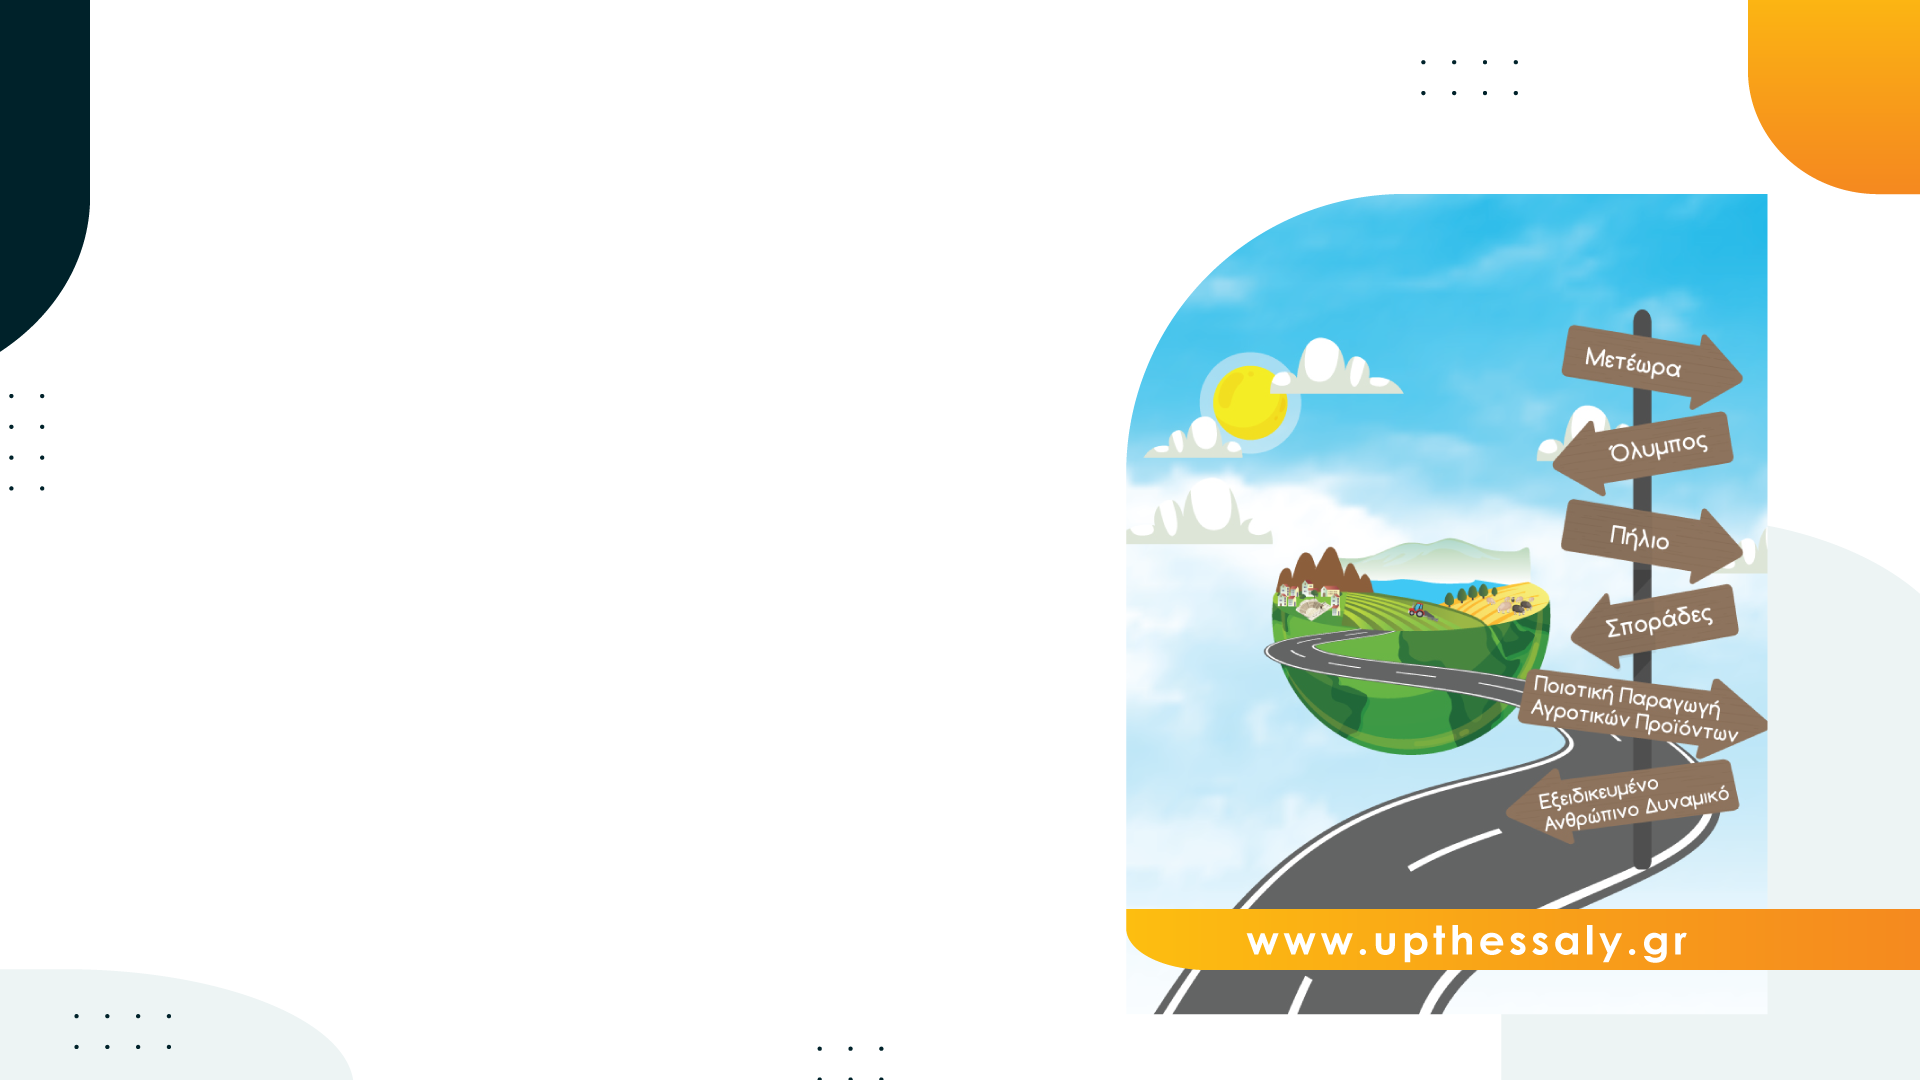 Μετέωρα
Όλυμπος
Πήλιο
Σποράδες
Ποιοτική Παραγωγή
Αγροτικών Προϊόντων
Εξειδικευμένο
Ανθρώπινο Δυναμικό
www.upthessaly.gr